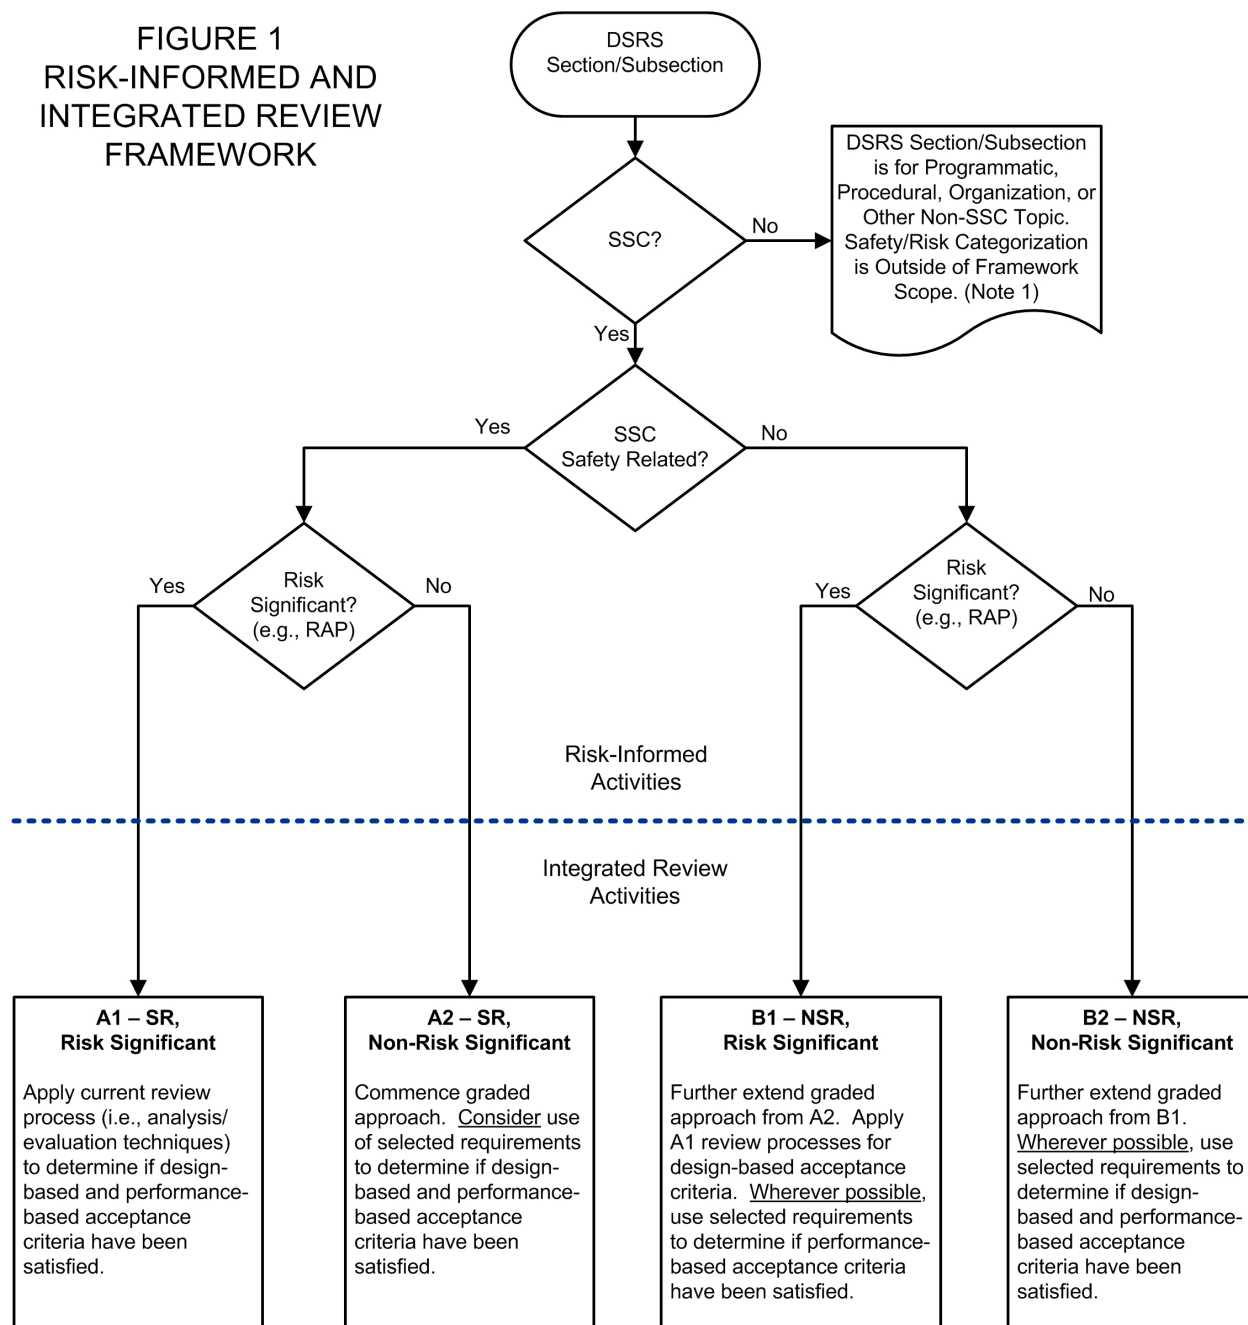 FIGURE 1
RISK-INFORMED AND
INTEGRATED REVIEW
FRAMEWORK
DSRS
Section/Subsection
SSC?
No
DSRS Section/Subsection
is for Programmatic,
Procedural, Organization, or
Other Non-SSC Topic.
Safety/Risk Categorization
is Outside of Framework
Scope. (Note 1)
Yes
Yes
SSC
Safety Related?
No
Yes
Risk
Significant?
(e.g., RAP)
No
Yes
Risk
Significant?
(e.g., RAP)
No
Risk-Informed
Activities
Integrated Review
Activities
A1 – SR,
Risk Significant
Apply current review
process (i.e., analysis/
evaluation techniques)
to determine if design-
based and performance-
based acceptance
criteria have been
satisfied.
A2 – SR,
Non-Risk Significant
Commence graded
approach.  Consider use
of selected requirements
to determine if design-
based and performance-
based acceptance
criteria have been
satisfied.
B1 – NSR,
Risk Significant
Further extend graded
approach from A2.  Apply
A1 review processes for
design-based acceptance
criteria.  Wherever possible,
use selected requirements
to determine if performance-
based acceptance criteria
have been satisfied.
B2 – NSR,
Non-Risk Significant
Further extend graded
approach from B1.
Wherever possible, use
selected requirements to
determine if design-
based and performance-
based acceptance
criteria have been
satisfied.